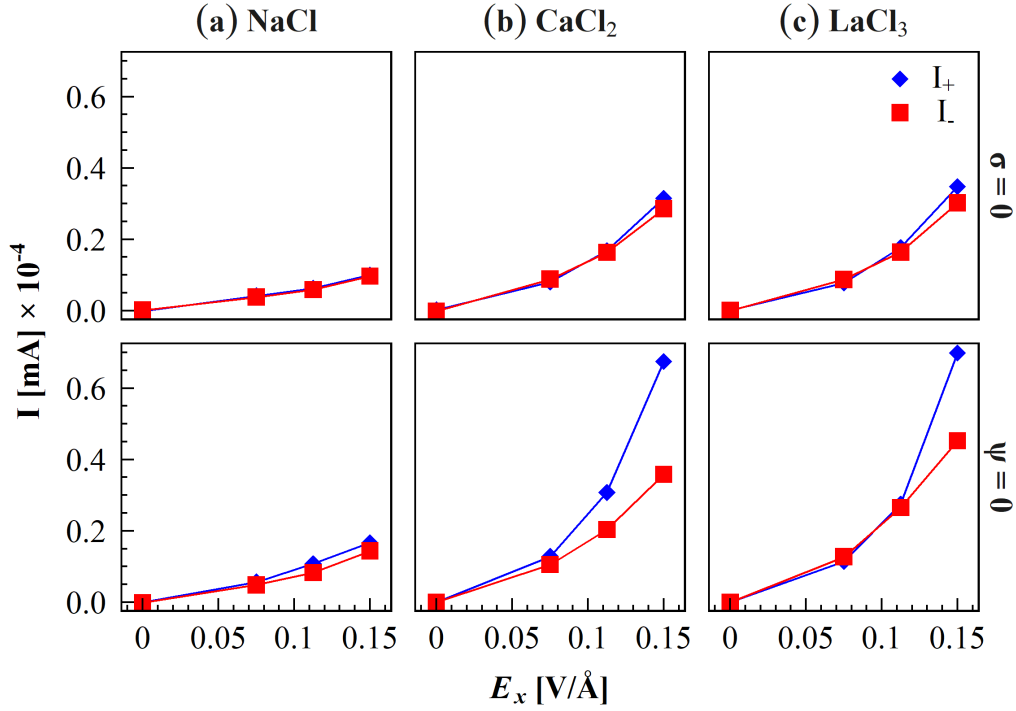 (a) NaCl (b) CaCl₂ (c) LaCl₃
I₊
I₋
0.6
0.4
0.2
0.0
σ = 0
I [mA] × 10⁻⁴
0.6
0.4
0.2
0.0
ψ = 0
0 0.05 0.1 0.15 0 0.05 0.1 0.15 0 0.05 0.1 0.15
Eₓ [V/Å]